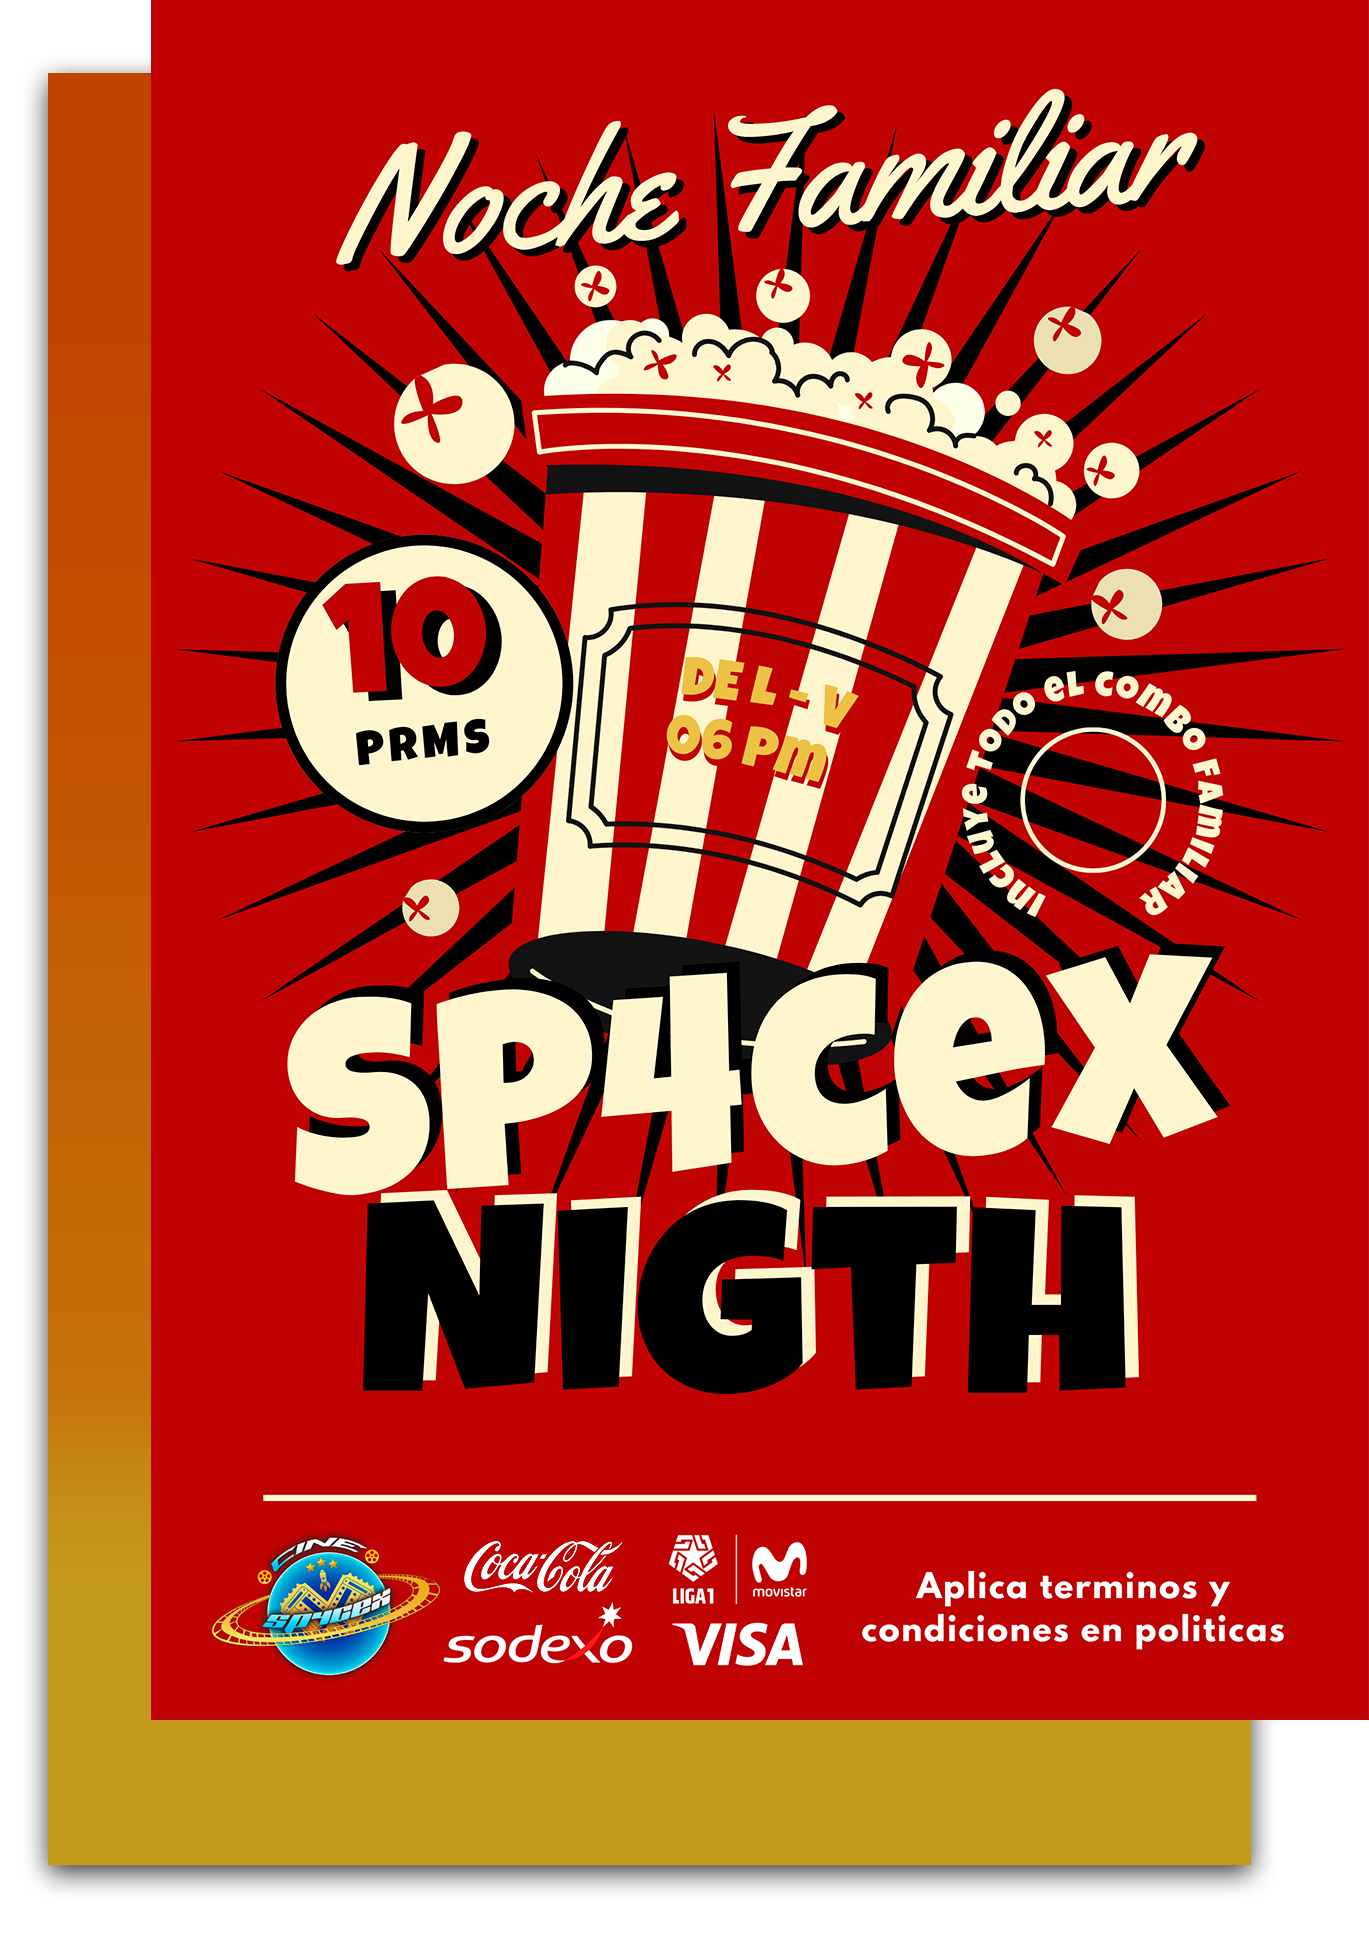 Noche Familiar
10
PRMS
DE L - V
06 Pm
INCLUYE TODO EL COMBO FAMILIAR
SP4CEX
NIGTH
CINE
SP4CEX
Coca-Cola
sodexo
LIGA1
movistar
VISA
Aplica terminos y
condiciones en politicas